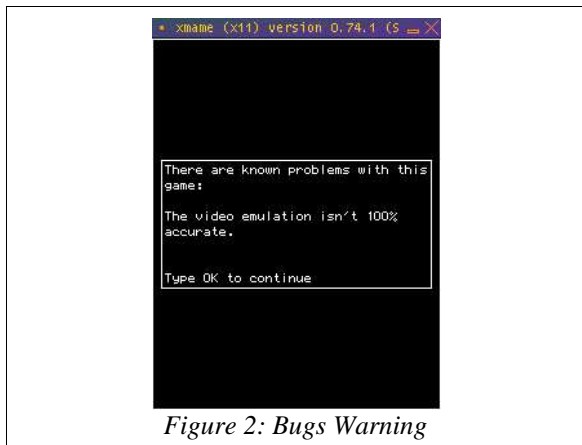 xmame (x11) version 0.74.1 (S
There are known problems with this
game:
The video emulation isn't 100%
accurate.
Type OK to continue
Figure 2: Bugs Warning